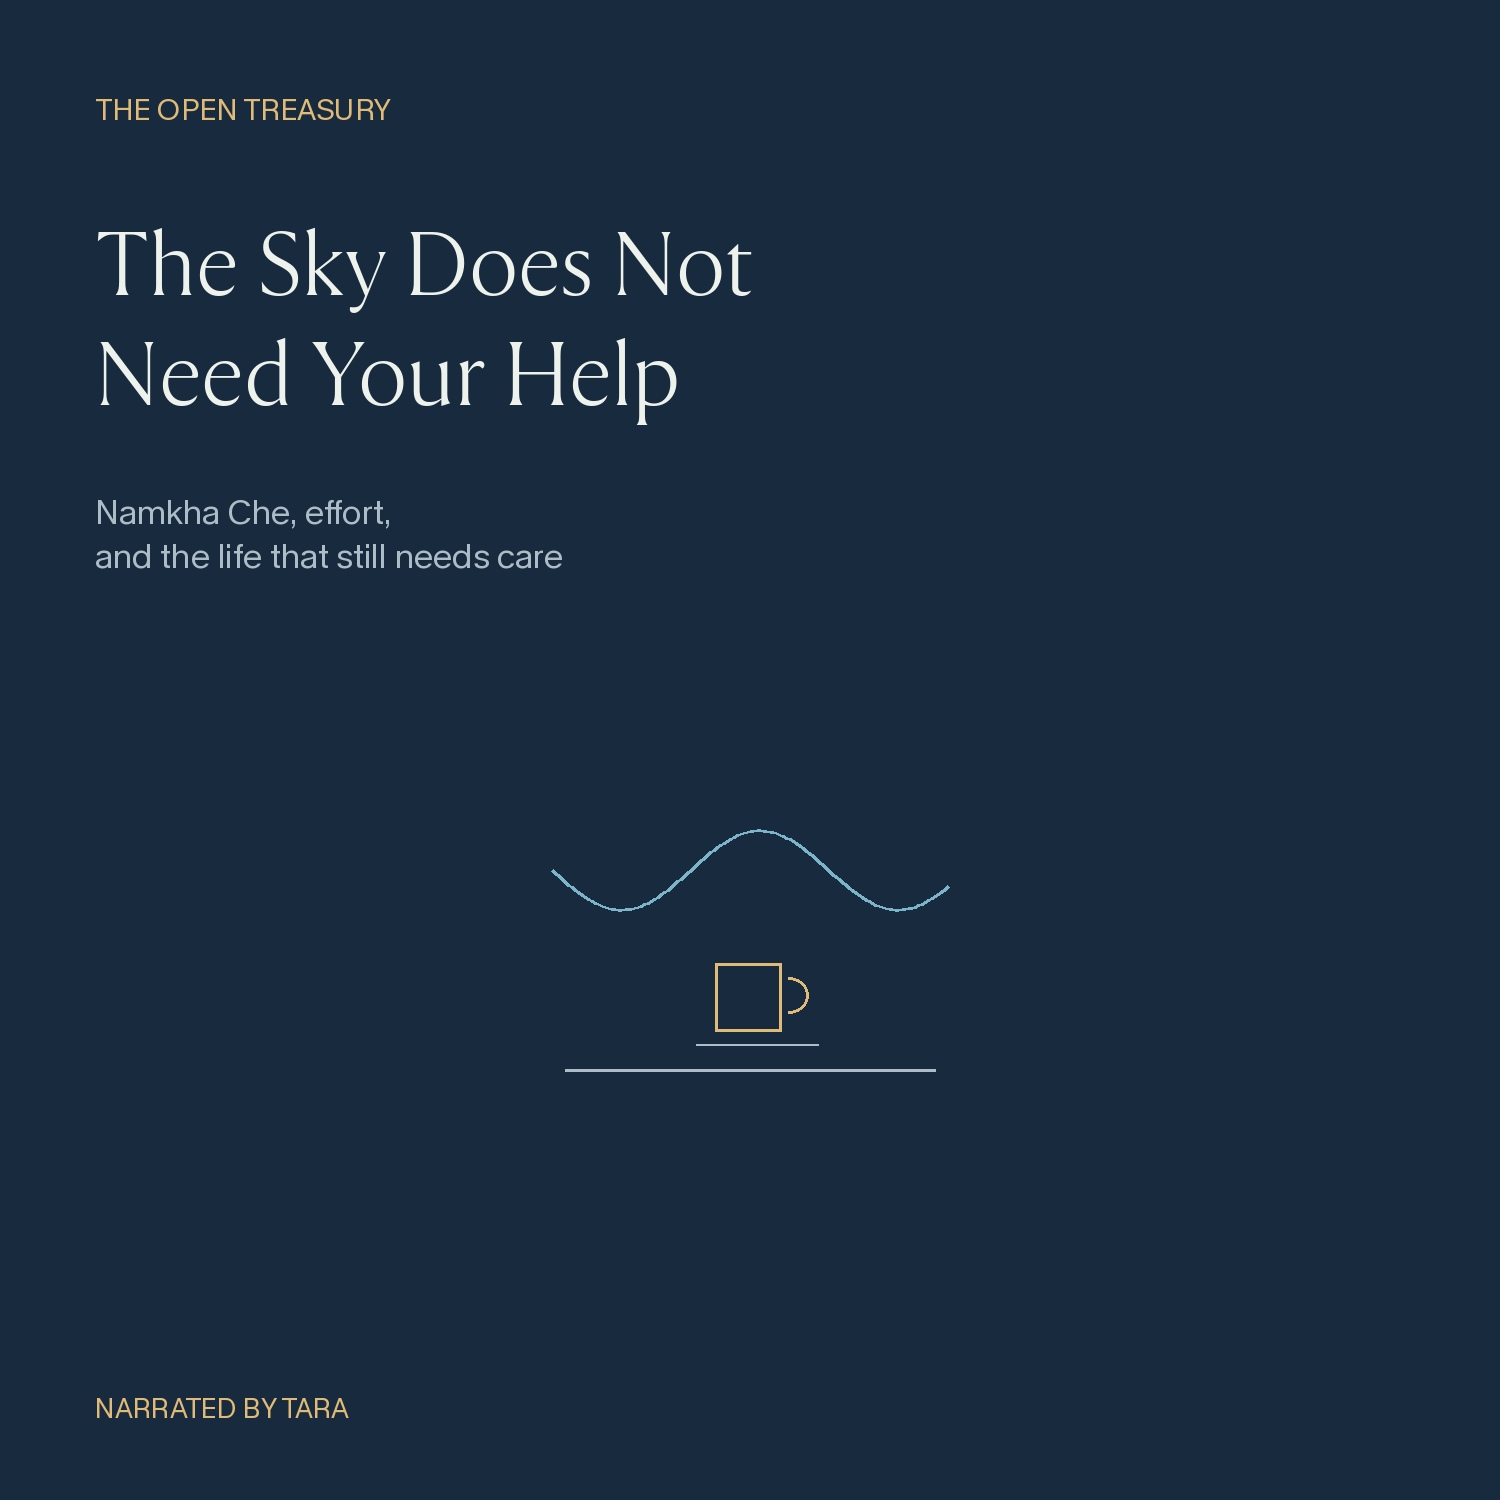 THE OPEN TREASURY
The Sky Does Not
Need Your Help
Namkha Che, effort,
and the life that still needs care
NARRATED BY TARA